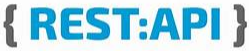 { REST:API }